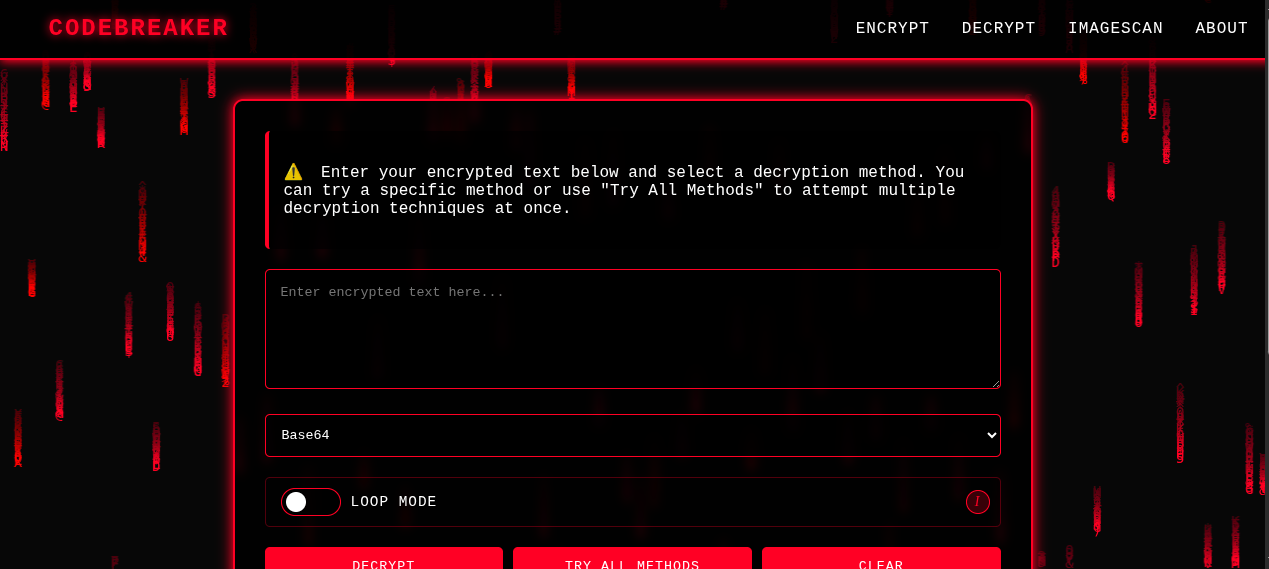 CODEBREAKER
ENCRYPT DECRYPT IMAGESCAN ABOUT
⚠️ Enter your encrypted text below and select a decryption method. You
can try a specific method or use "Try All Methods" to attempt multiple
decryption techniques at once.
Enter encrypted text here...
Base64
LOOP MODE
I
DECRYPT TRY ALL METHODS CLEAR